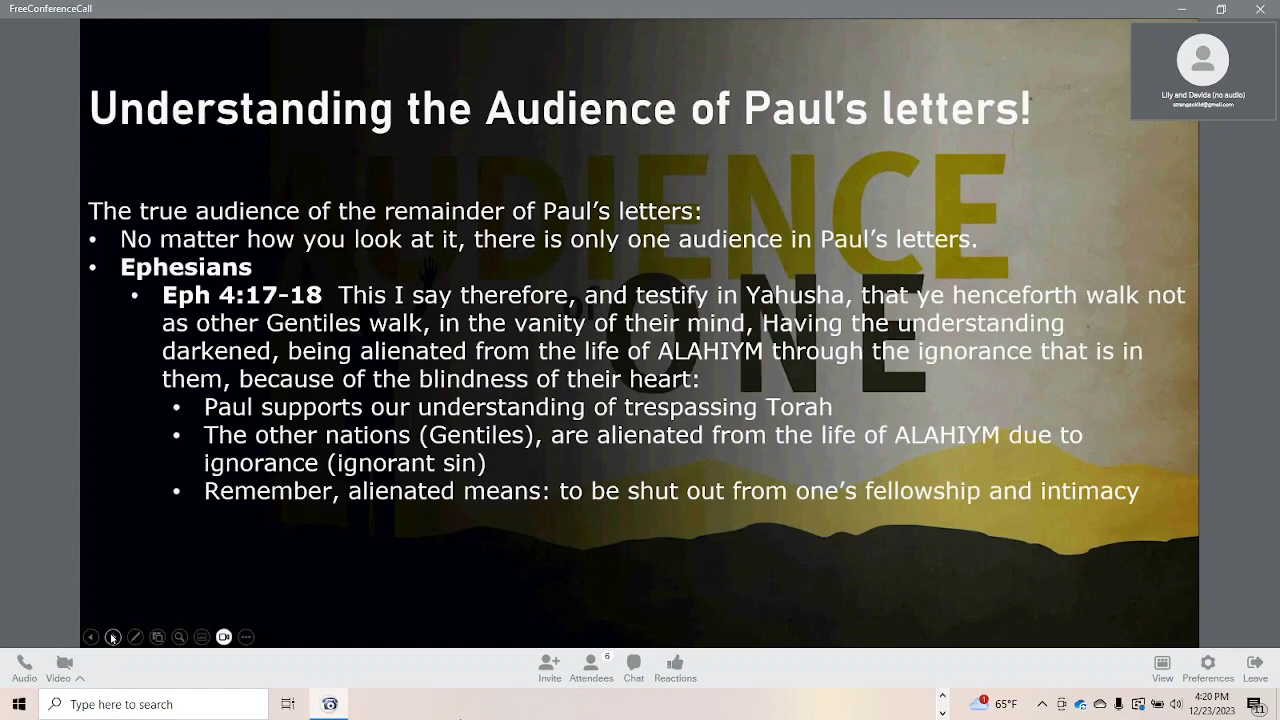 FreeConferenceCall
Lily and Davida (no audio)
Understanding the Audience of Paul's letters!
AUDIENCE
ONE
The true audience of the remainder of Paul's letters:
• No matter how you look at it, there is only one audience in Paul's letters.
• Ephesians
• Eph 4:17-18 This I say therefore, and testify in Yahusha, that ye henceforth walk not
as other Gentiles walk, in the vanity of their mind, Having the understanding
darkened, being alienated from the life of ALAHIYM through the ignorance that is in
them, because of the blindness of their heart:
• Paul supports our understanding of trespassing Torah
• The other nations (Gentiles), are alienated from the life of ALAHIYM due to
ignorance (ignorant sin)
• Remember, alienated means: to be shut out from one's fellowship and intimacy
6
Audio Video Invite Attendees Chat Reactions View Preferences Leave
Type here to search
1 65°F
4:20 PM
12/23/2023
11